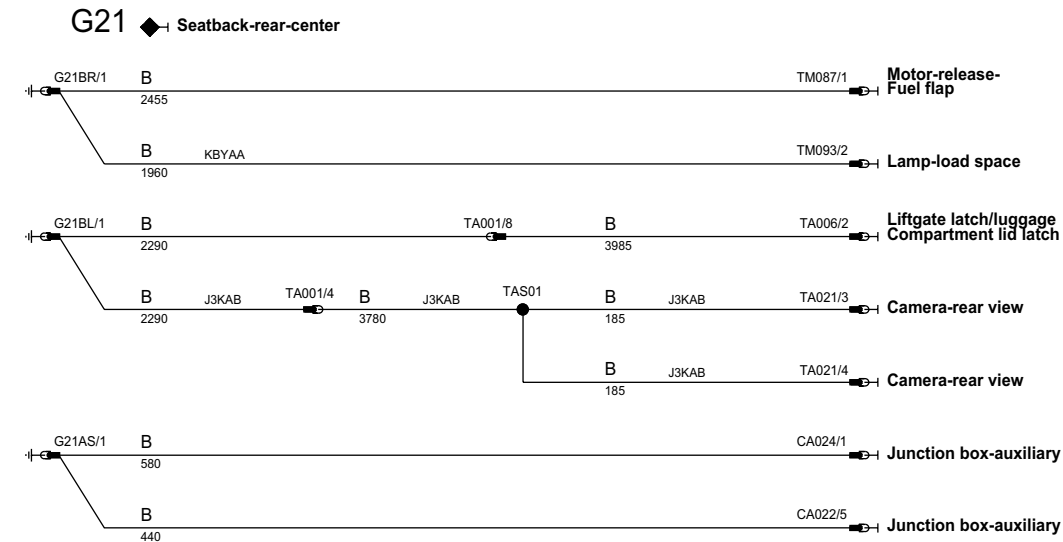 G21 Seatback-rear-center
G21BR/1 B 2455 TM087/1 Motor-release-
Fuel flap
B 1960 KBYAA TM093/2 Lamp-load space
G21BL/1 B 2290 TA001/8 B 3985 TA006/2 Liftgate latch/luggage
Compartment lid latch
B 2290 J3KAB TA001/4 B 3780 J3KAB TAS01 B 185 J3KAB TA021/3 Camera-rear view
B 185 J3KAB TA021/4 Camera-rear view
G21AS/1 B 580 CA024/1 Junction box-auxiliary
B 440 CA022/5 Junction box-auxiliary